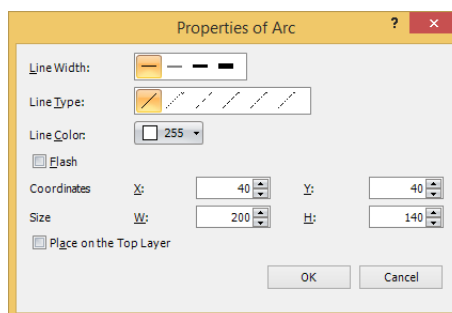 Properties of Arc ? ×
Line Width:
Line Type:
Line Color: 255
Flash
Coordinates X: 40 Y: 40
Size W: 200 H: 140
Place on the Top Layer
OK Cancel